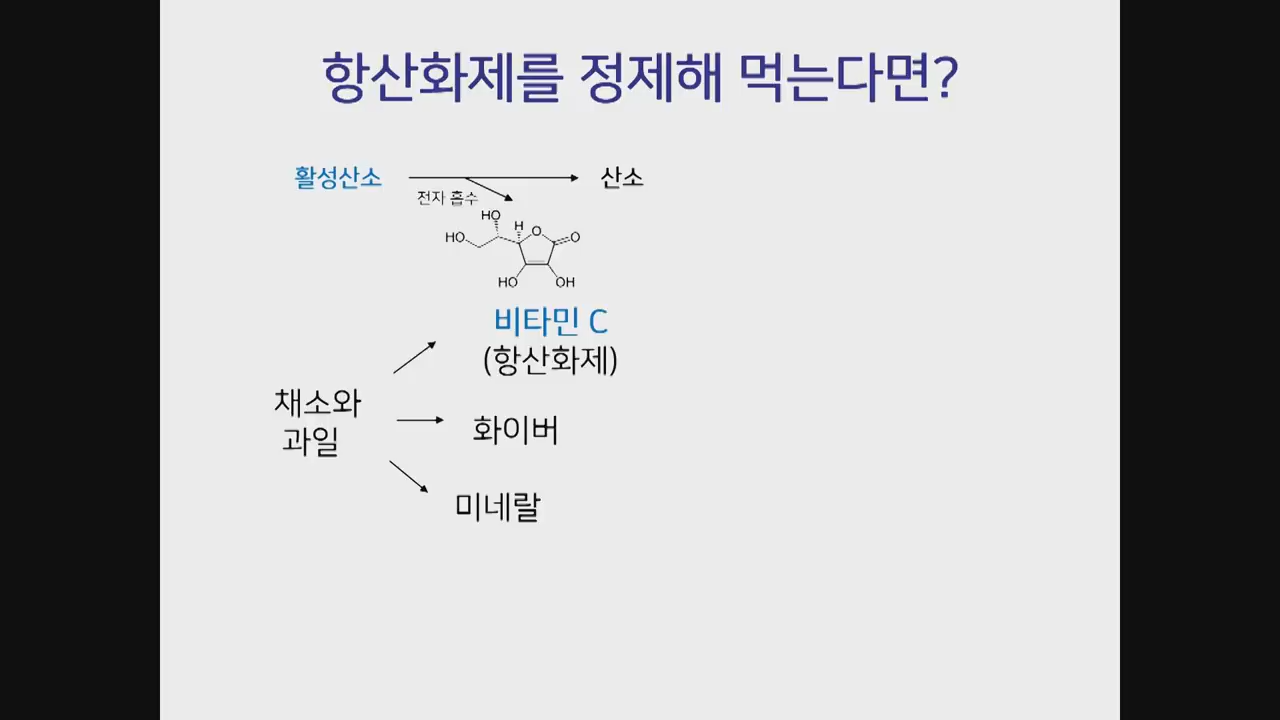 항산화제를 정제해 먹는다면?
활성산소
산소
전자 흡수
HO
HO
H
O
O
HO
OH
비타민 C
(항산화제)
채소와
과일
화이버
미네랄